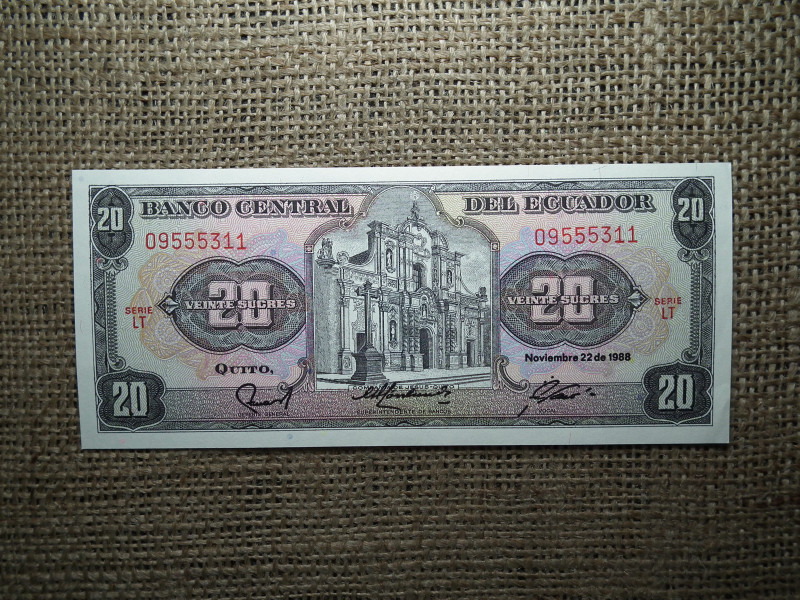 20 BANCO CENTRAL DEL ECUADOR 20
09555311 09555311
20 20
VEINTE SUCRES VEINTE SUCRES
SERIE SERIE
LT LT
QUITO, Noviembre 22 de 1988
20 20